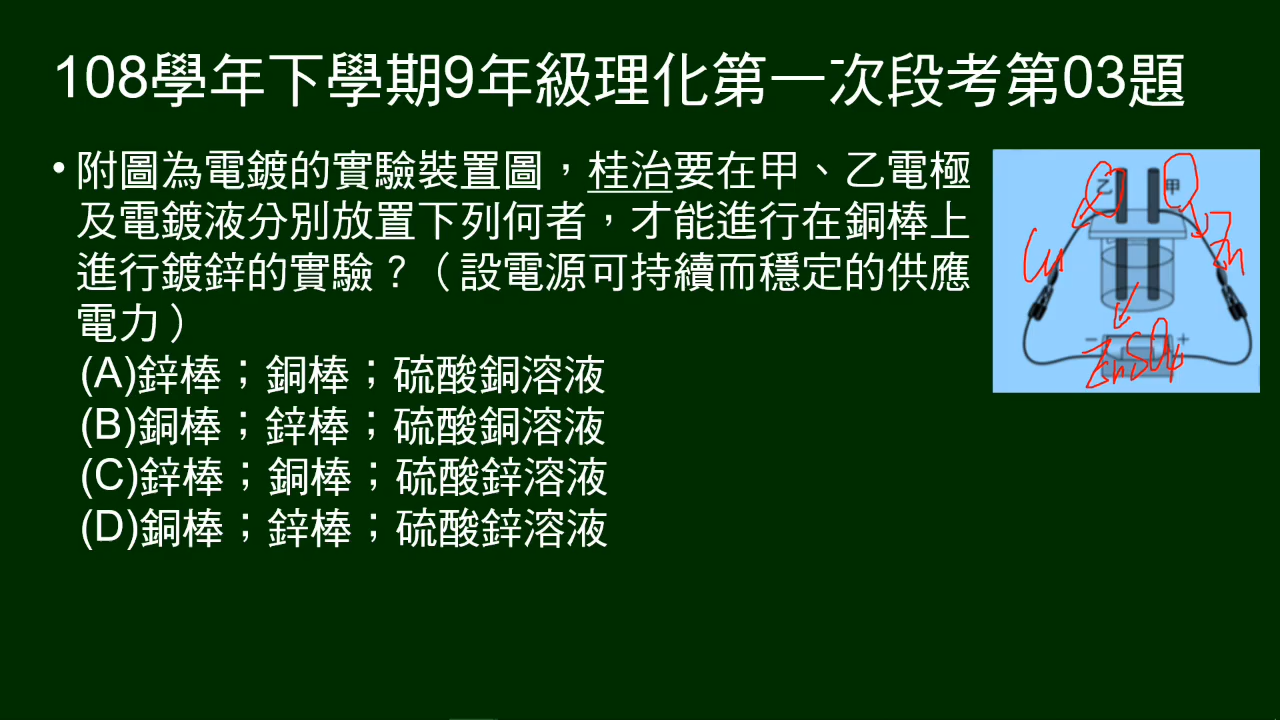 108學年下學期9年級理化第一次段考第03題
• 附圖為電鍍的實驗裝置圖，桂治要在甲、乙電極
及電鍍液分別放置下列何者，才能進行在銅棒上
進行鍍鋅的實驗？（設電源可持續而穩定的供應
電力）
(A)鋅棒；銅棒；硫酸銅溶液
(B)銅棒；鋅棒；硫酸銅溶液
(C)鋅棒；銅棒；硫酸鋅溶液
(D)銅棒；鋅棒；硫酸鋅溶液
乙 甲
Cu Zn
− +
ZnSO4